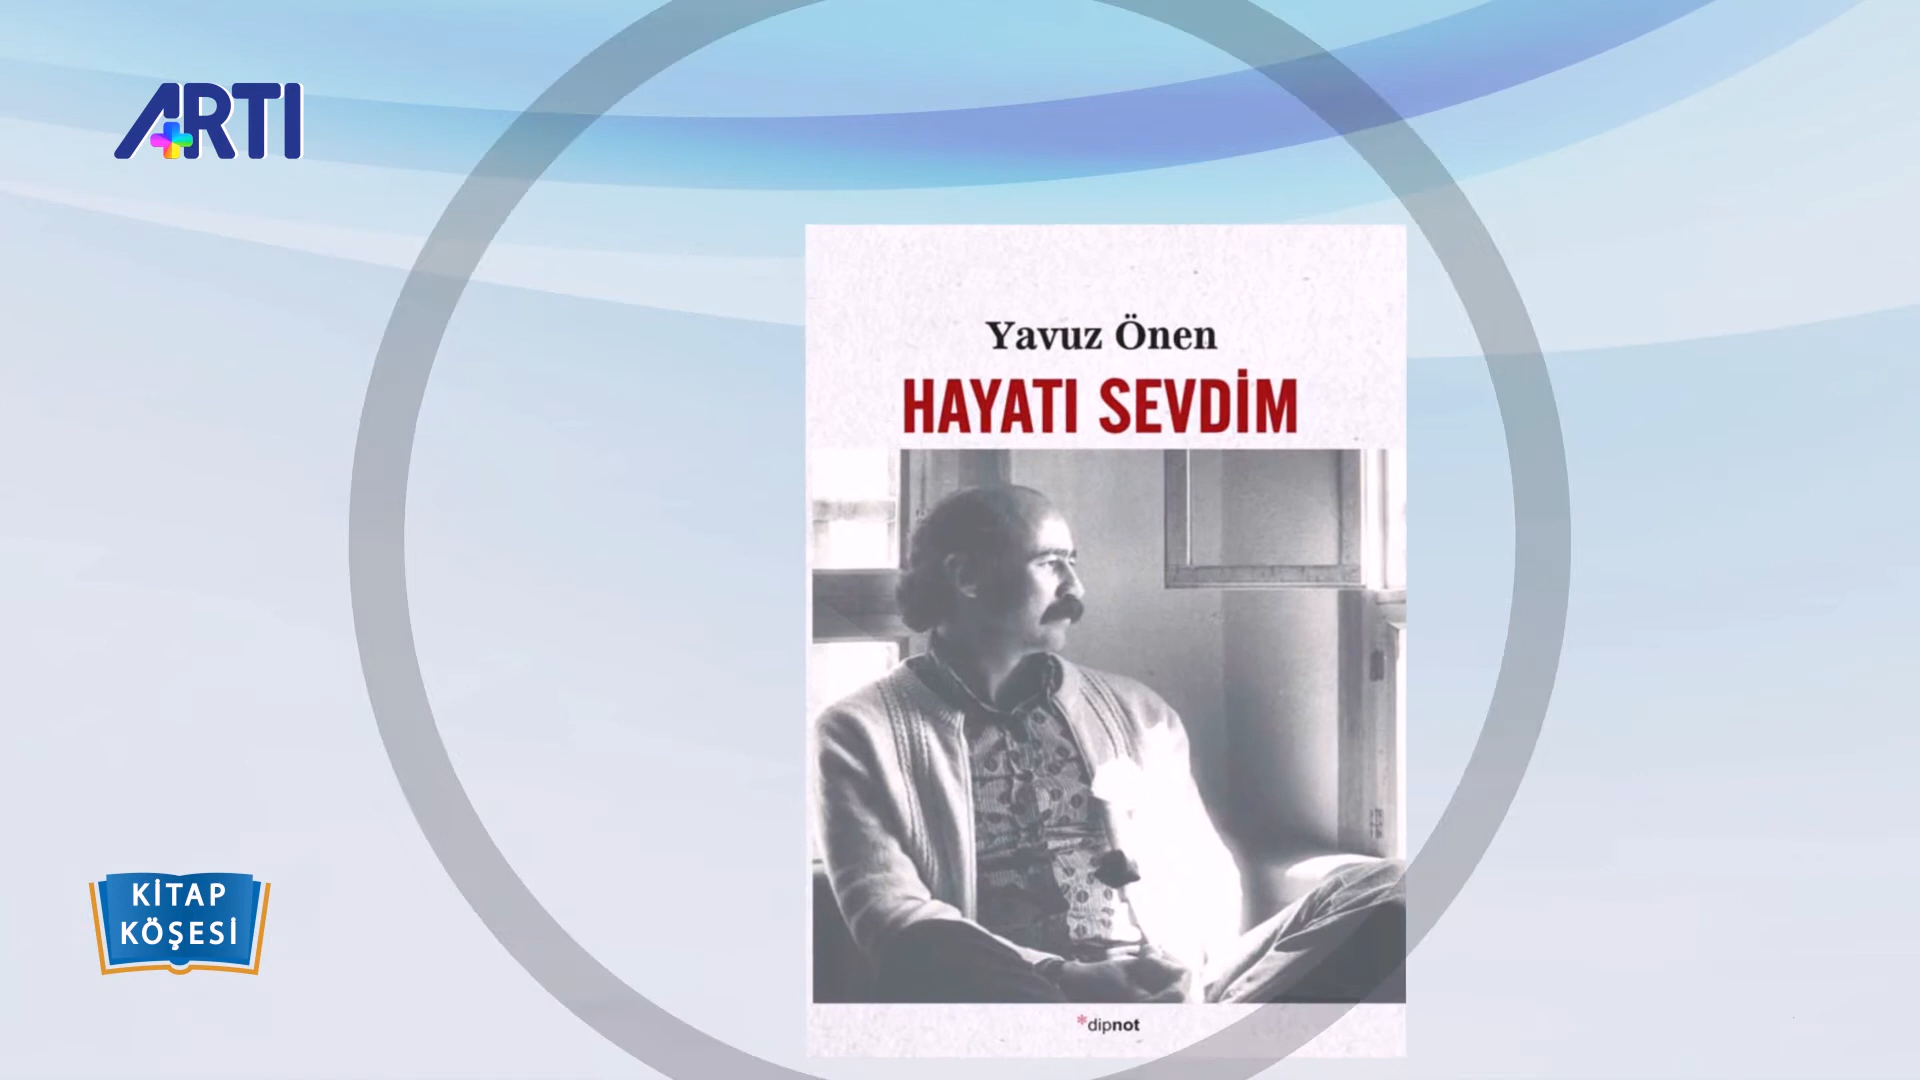 ARTI
Yavuz Önen
HAYATI SEVDİM
*dipnot
KİTAP
KÖŞESİ